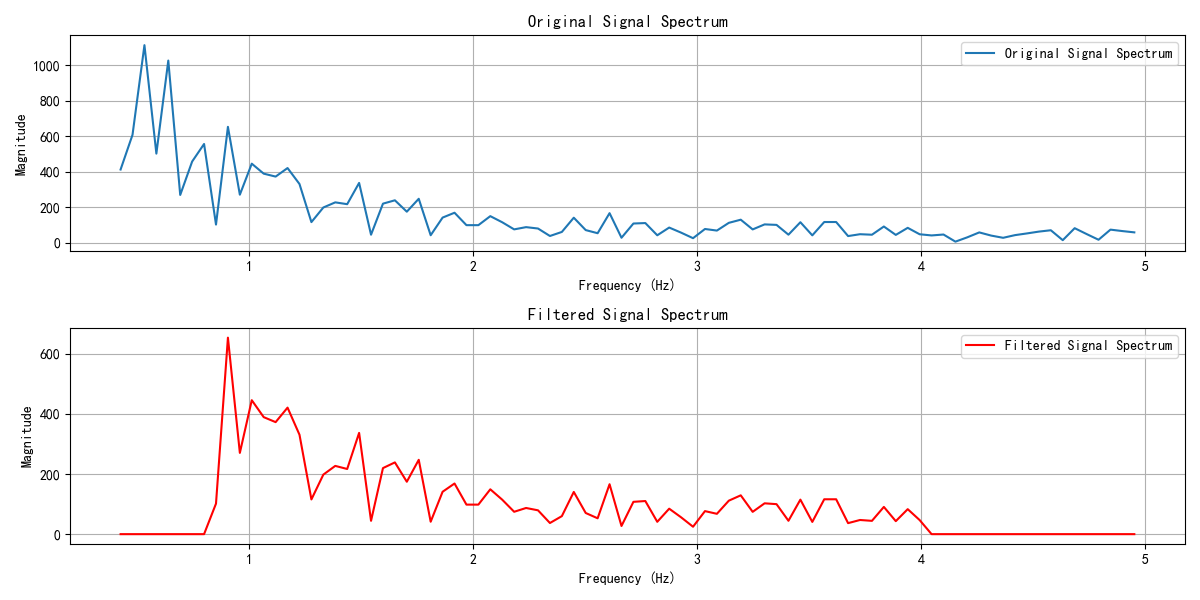 Original Signal Spectrum
Original Signal Spectrum
Magnitude
1000
800
600
400
200
0
1 2 3 4 5
Frequency (Hz)
Filtered Signal Spectrum
Filtered Signal Spectrum
Magnitude
600
400
200
0
1 2 3 4 5
Frequency (Hz)